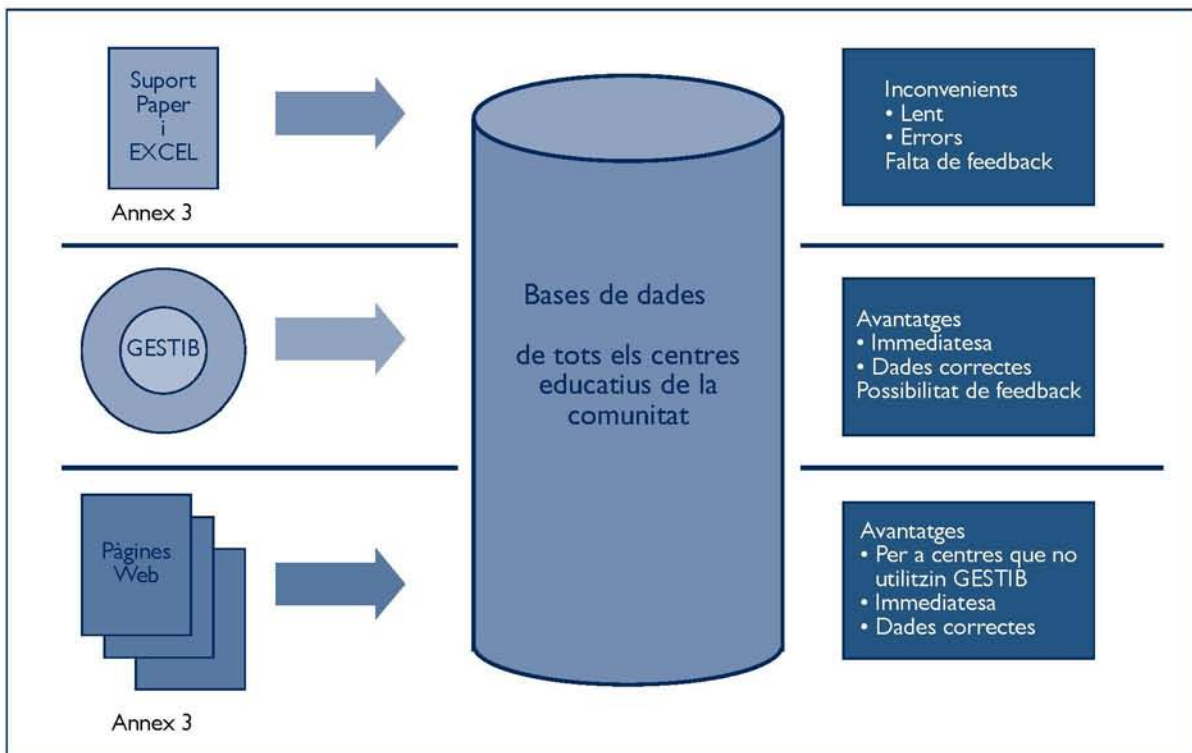 Suport
Paper
i
EXCEL
Annex 3
Inconvenients
• Lent
• Errors
Falta de feedback
GESTIB
Bases de dades
de tots els centres
educatius de la
comunitat
Avantatges
• Immediatesa
• Dades correctes
Possibilitat de feedback
Pàgines
Web
Annex 3
Avantatges
• Per a centres que no
utilitzin GESTIB
• Immediatesa
• Dades correctes